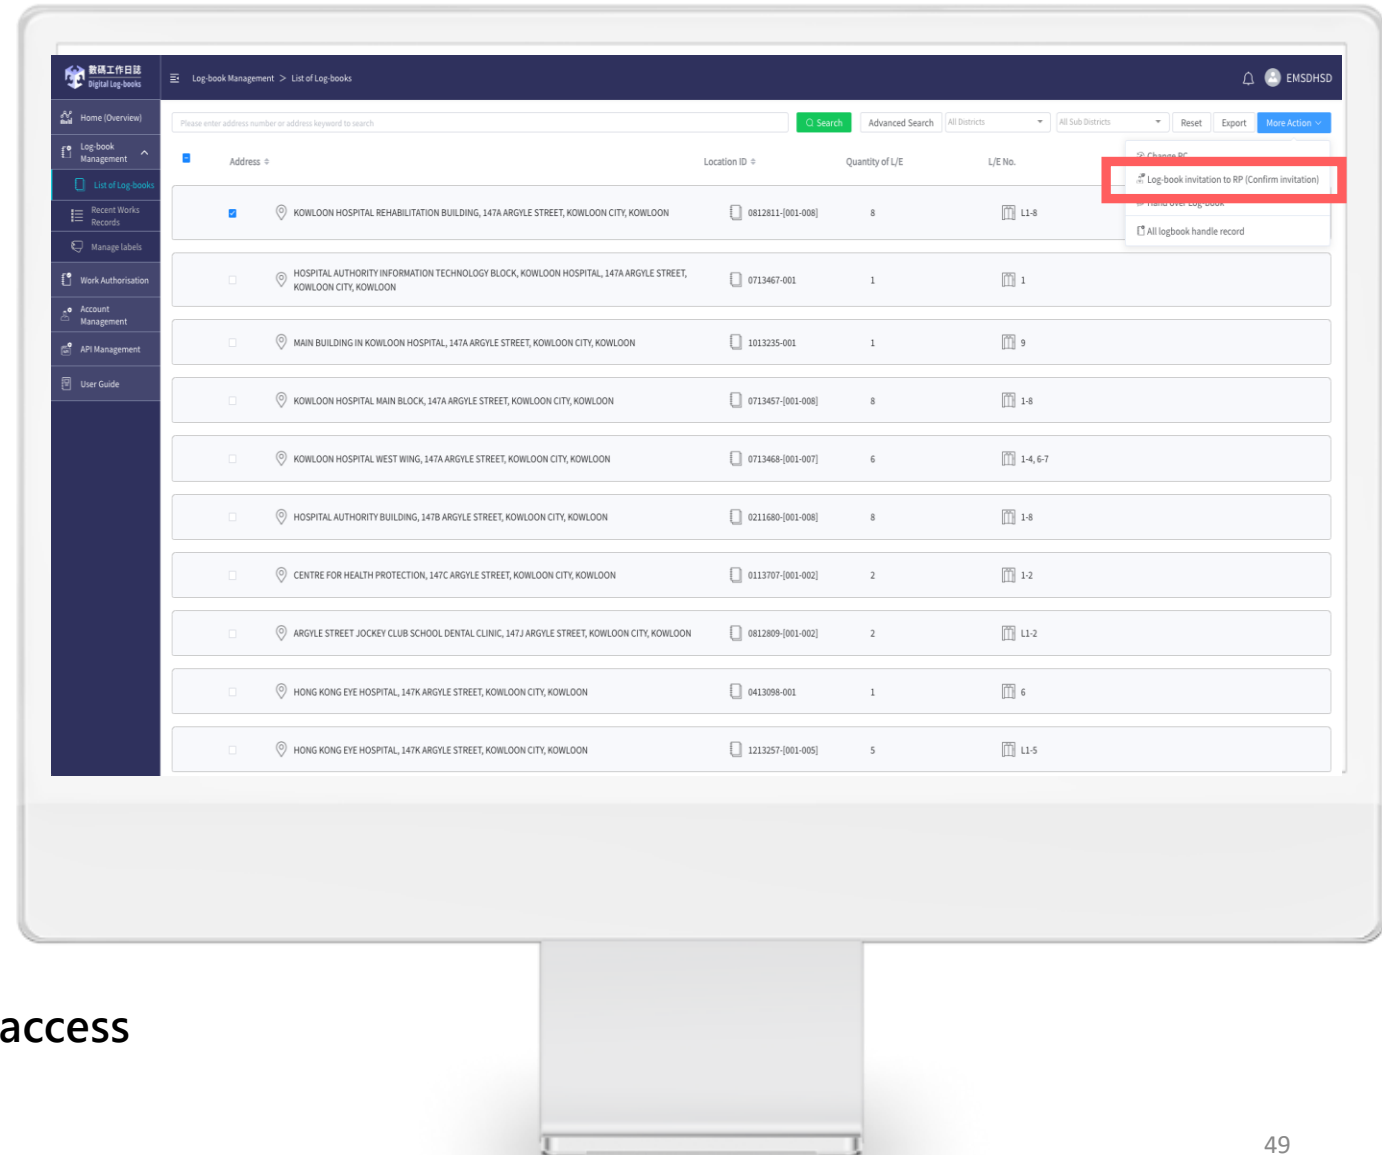 數碼工作日誌
Digital Log-books
Log-book Management > List of Log-books
EMSDHSD
Home (Overview)
Log-book
Management
List of Log-books
Recent Works
Records
Manage labels
Work Authorisation
Account
Management
API Management
User Guide
Please enter address number or address keyword to search
Search
Advanced Search
All Districts
All Sub Districts
Reset
Export
More Action
Change RC
Log-book invitation to RP (Confirm invitation)
Hand over Log-book
All logbook handle record
Address
Location ID
Quantity of L/E
L/E No.
KOWLOON HOSPITAL REHABILITATION BUILDING, 147A ARGYLE STREET, KOWLOON CITY, KOWLOON 0812811-[001-008] 8 L1-8
HOSPITAL AUTHORITY INFORMATION TECHNOLOGY BLOCK, KOWLOON HOSPITAL, 147A ARGYLE STREET,
KOWLOON CITY, KOWLOON 0713467-001 1 1
MAIN BUILDING IN KOWLOON HOSPITAL, 147A ARGYLE STREET, KOWLOON CITY, KOWLOON 1013235-001 1 9
KOWLOON HOSPITAL MAIN BLOCK, 147A ARGYLE STREET, KOWLOON CITY, KOWLOON 0713457-[001-008] 8 1-8
KOWLOON HOSPITAL WEST WING, 147A ARGYLE STREET, KOWLOON CITY, KOWLOON 0713468-[001-007] 6 1-4, 6-7
HOSPITAL AUTHORITY BUILDING, 147B ARGYLE STREET, KOWLOON CITY, KOWLOON 0211680-[001-008] 8 1-8
CENTRE FOR HEALTH PROTECTION, 147C ARGYLE STREET, KOWLOON CITY, KOWLOON 0113707-[001-002] 2 1-2
ARGYLE STREET JOCKEY CLUB SCHOOL DENTAL CLINIC, 147J ARGYLE STREET, KOWLOON CITY, KOWLOON 0812809-[001-002] 2 L1-2
HONG KONG EYE HOSPITAL, 147K ARGYLE STREET, KOWLOON CITY, KOWLOON 0413098-001 1 6
HONG KONG EYE HOSPITAL, 147K ARGYLE STREET, KOWLOON CITY, KOWLOON 1213257-[001-005] 5 L1-5
access
49